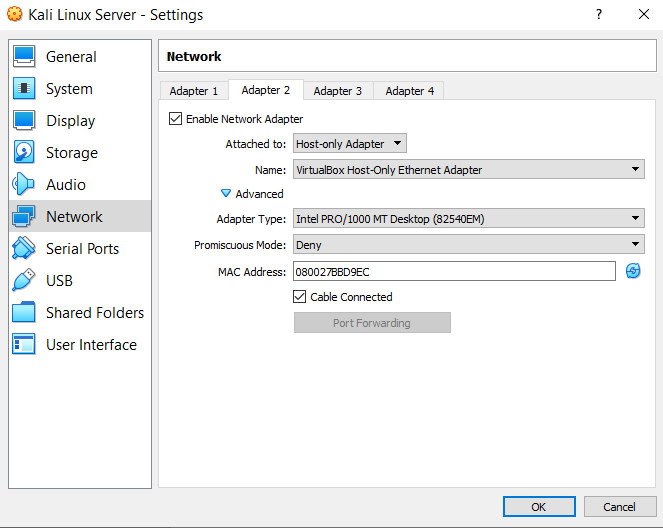 Kali Linux Server - Settings
?
General
System
Display
Storage
Audio
Network
Serial Ports
USB
Shared Folders
User Interface
Network
Adapter 1 Adapter 2 Adapter 3 Adapter 4
Enable Network Adapter
Attached to: Host-only Adapter
Name: VirtualBox Host-Only Ethernet Adapter
Advanced
Adapter Type: Intel PRO/1000 MT Desktop (82540EM)
Promiscuous Mode: Deny
MAC Address: 080027BBD9EC
Cable Connected
Port Forwarding
OK Cancel